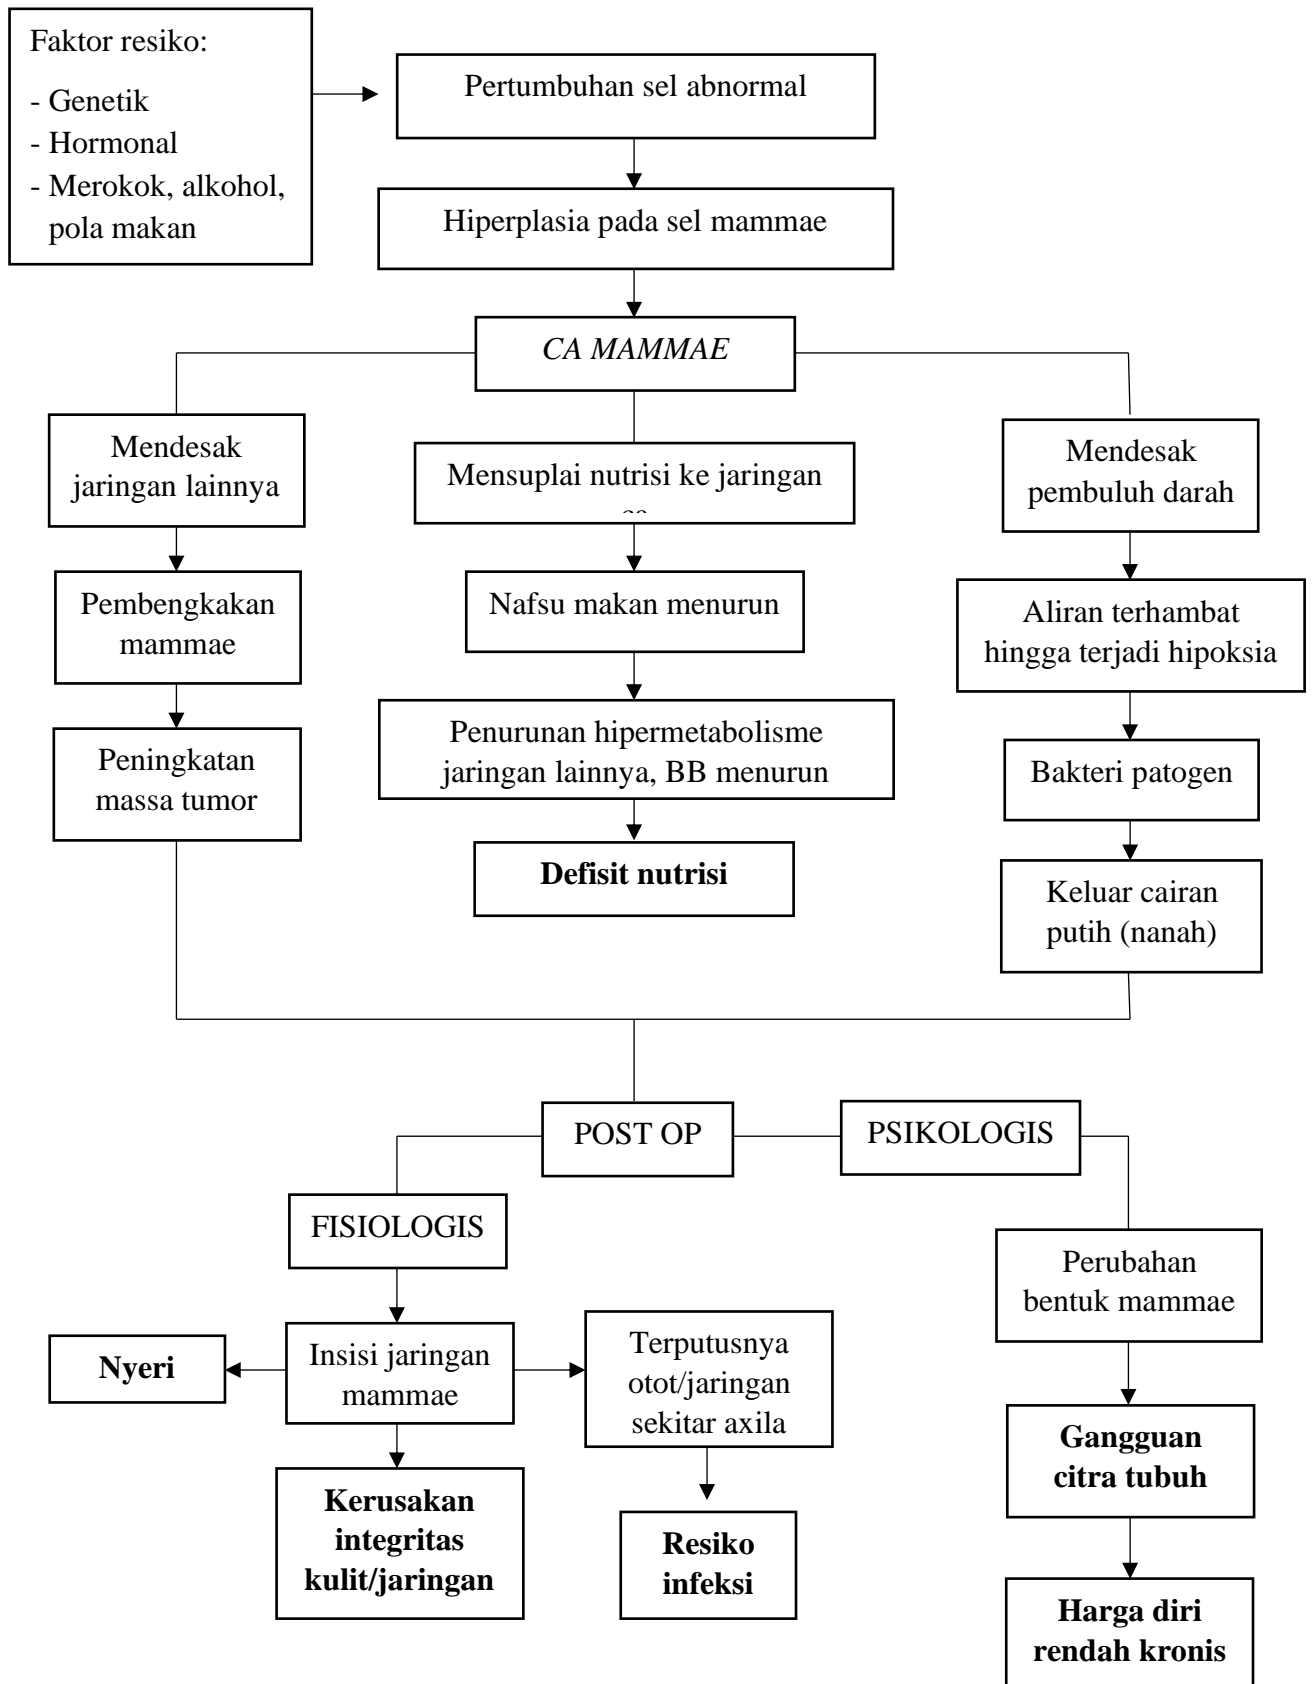 Faktor resiko:
- Genetik
- Hormonal
- Merokok, alkohol,
pola makan
Pertumbuhan sel abnormal
Hiperplasia pada sel mammae
CA MAMMAE
Mendesak
jaringan lainnya
Mensuplai nutrisi ke jaringan
Mendesak
pembuluh darah
Pembengkakan
mammae
Nafsu makan menurun
Aliran terhambat
hingga terjadi hipoksia
Peningkatan
massa tumor
Penurunan hipermetabolisme
jaringan lainnya, BB menurun
Bakteri patogen
Defisit nutrisi
Keluar cairan
putih (nanah)
POST OP
PSIKOLOGIS
FISIOLOGIS
Perubahan
bentuk mammae
Nyeri
Insisi jaringan
mammae
Terputusnya
otot/jaringan
sekitar axila
Gangguan
citra tubuh
Kerusakan
integritas
kulit/jaringan
Resiko
infeksi
Harga diri
rendah kronis